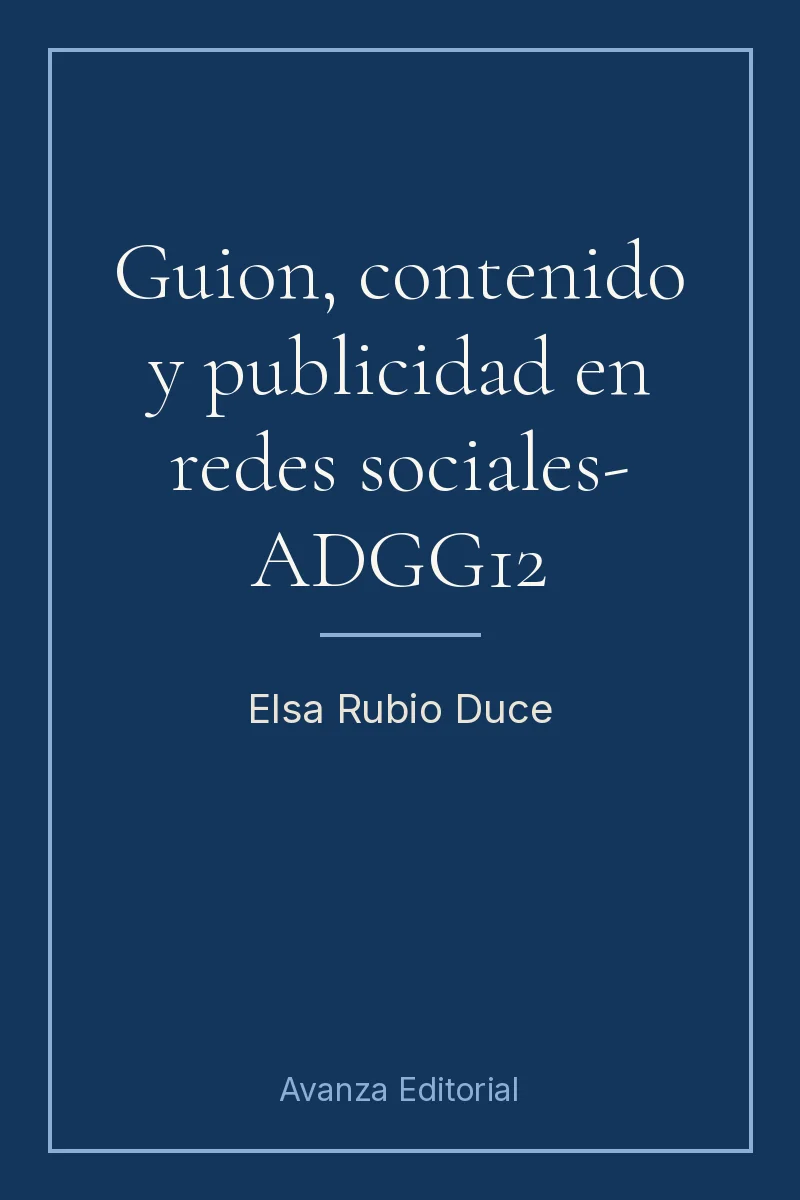 Guion, contenido
y publicidad en
redes sociales-
ADGG12
Elsa Rubio Duce
Avanza Editorial